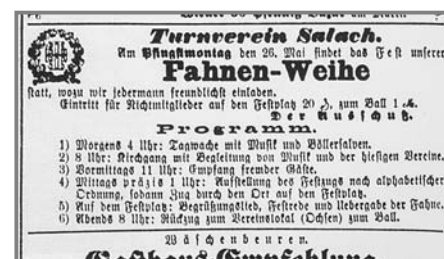 Turnverein Salach.
Am Pfingstmontag den 26. Mai findet das Fest unserer
Fahnen-Weihe
statt, wozu wir jedermann freundlichst einladen.
Eintritt für Nichtmitglieder auf den Festplatz 20 ₰, zum Ball 1 ℳ.
Der Ausschuß.
Programm.
1) Morgens 4 Uhr: Tagwache mit Musik und Böllersalven.
2) 8 Uhr: Kirchgang mit Begleitung von Musik und der hiesigen Vereine.
3) Vormittags 11 Uhr: Empfang fremder Gäste.
4) Mittags präzis 1 Uhr: Aufstellung des Festzugs nach alphabetischer
Ordnung, sodann Zug durch den Ort auf den Festplatz.
5) Auf dem Festplatz: Begrüßungslied, Festrede und Uebergabe der Fahne.
6) Abends 8 Uhr: Rückzug zum Vereinslokal (Ochsen) zum Ball.
Wäschenbeuren.
Gasthaus-Empfehlung